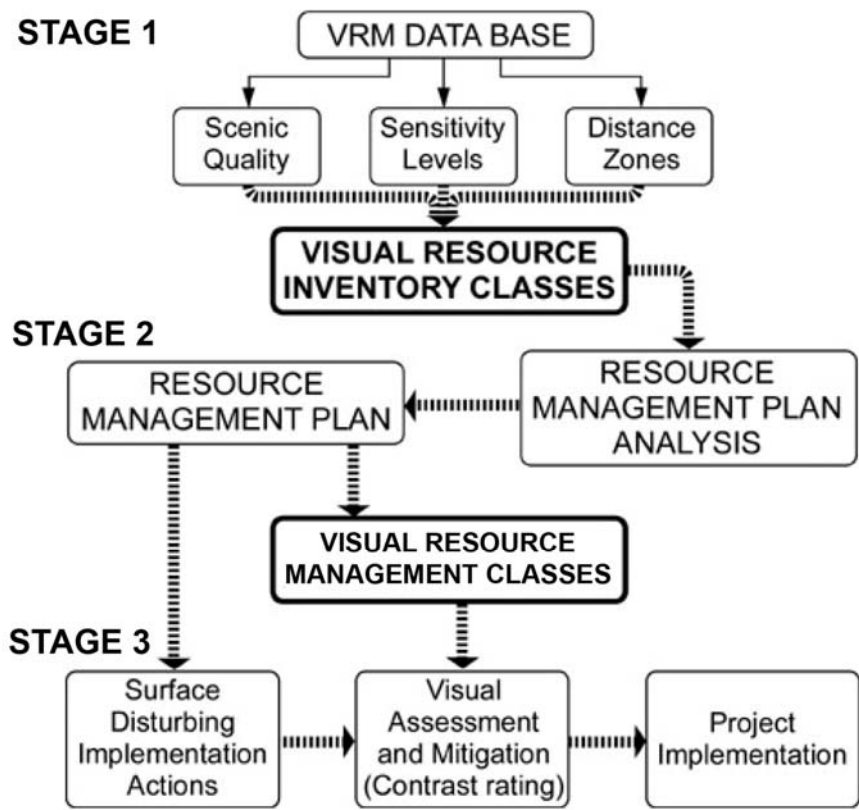 STAGE 1
VRM DATA BASE
Scenic
Quality
Sensitivity
Levels
Distance
Zones
VISUAL RESOURCE
INVENTORY CLASSES
STAGE 2
RESOURCE
MANAGEMENT PLAN
RESOURCE
MANAGEMENT PLAN
ANALYSIS
VISUAL RESOURCE
MANAGEMENT CLASSES
STAGE 3
Surface
Disturbing
Implementation
Actions
Visual
Assessment
and Mitigation
(Contrast rating)
Project
Implementation